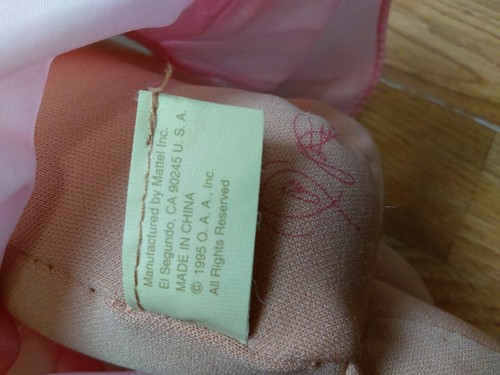 Manufactured by Mattel Inc.
El Segundo, CA 90245 U.S.A.
MADE IN CHINA
© 1995 O.A.A., Inc.
All Rights Reserved